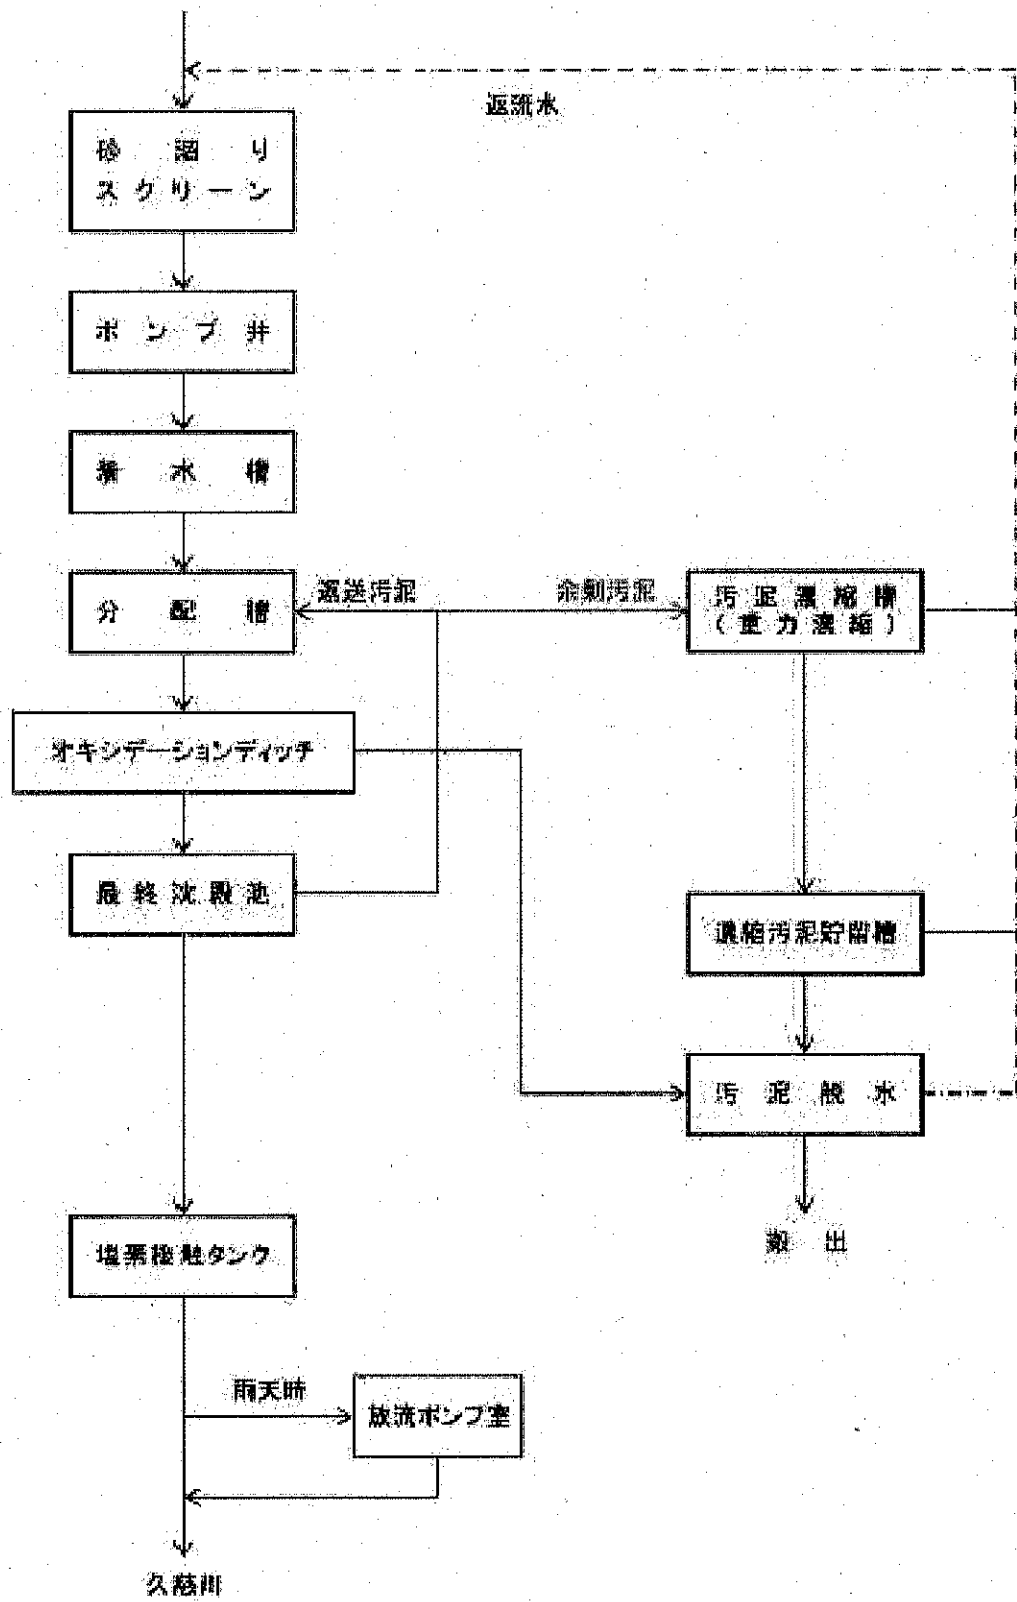 返流水
砂溜り
スクリーン
ポンプ井
着水槽
分配槽
返送汚泥
余剰汚泥
汚泥濃縮槽
(重力濃縮)
オキシデーションディッチ
最終沈殿池
濃縮汚泥貯留槽
汚泥脱水
搬出
塩素接触タンク
雨天時
放流ポンプ室
久慈川